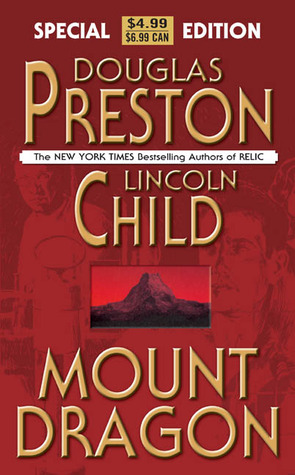 SPECIAL $4.99 EDITION
$6.99 CAN
DOUGLAS
PRESTON
The NEW YORK TIMES Bestselling Authors of RELIC
LINCOLN
CHILD
MOUNT
DRAGON